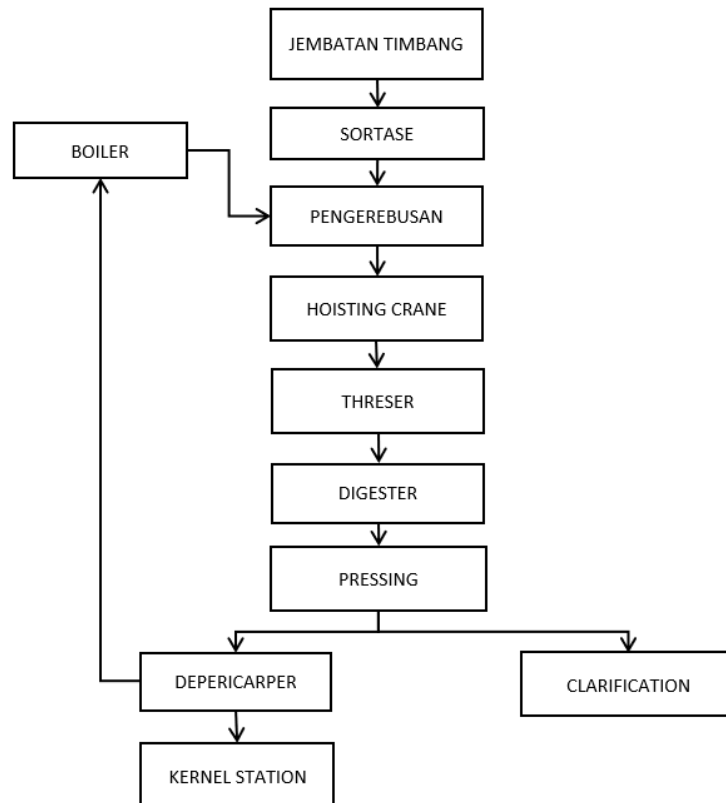 JEMBATAN TIMBANG
SORTASE
BOILER
PENGEREBUSAN
HOISTING CRANE
THRESER
DIGESTER
PRESSING
DEPERICARPER
CLARIFICATION
KERNEL STATION